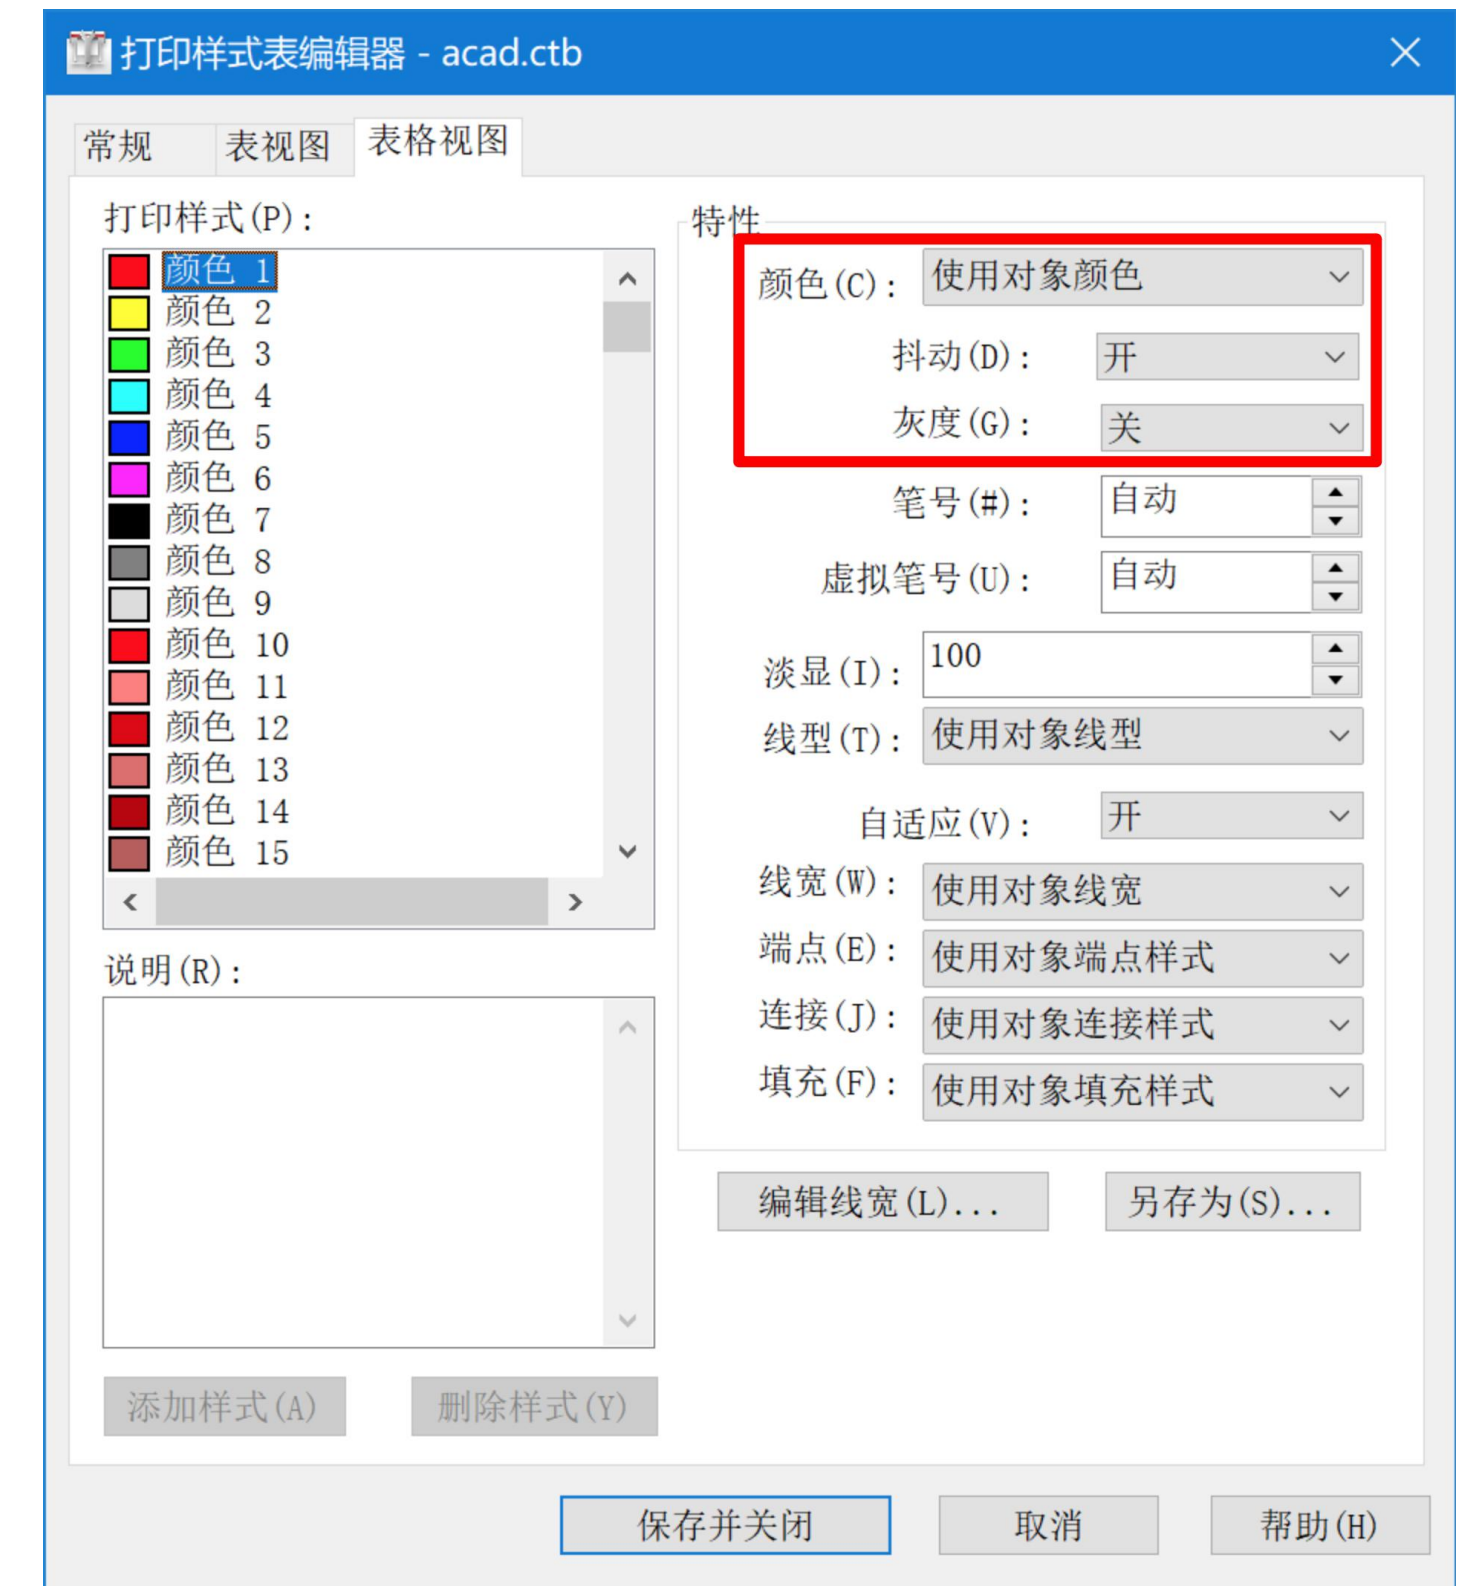 打印样式表编辑器 - acad.ctb
常规 表视图 表格视图
打印样式(P):
颜色 1
颜色 2
颜色 3
颜色 4
颜色 5
颜色 6
颜色 7
颜色 8
颜色 9
颜色 10
颜色 11
颜色 12
颜色 13
颜色 14
颜色 15
说明(R):
添加样式(A) 删除样式(Y)
特性
颜色(C): 使用对象颜色
抖动(D): 开
灰度(G): 关
笔号(#): 自动
虚拟笔号(U): 自动
淡显(I): 100
线型(T): 使用对象线型
自适应(V): 开
线宽(W): 使用对象线宽
端点(E): 使用对象端点样式
连接(J): 使用对象连接样式
填充(F): 使用对象填充样式
编辑线宽(L)... 另存为(S)...
保存并关闭 取消 帮助(H)